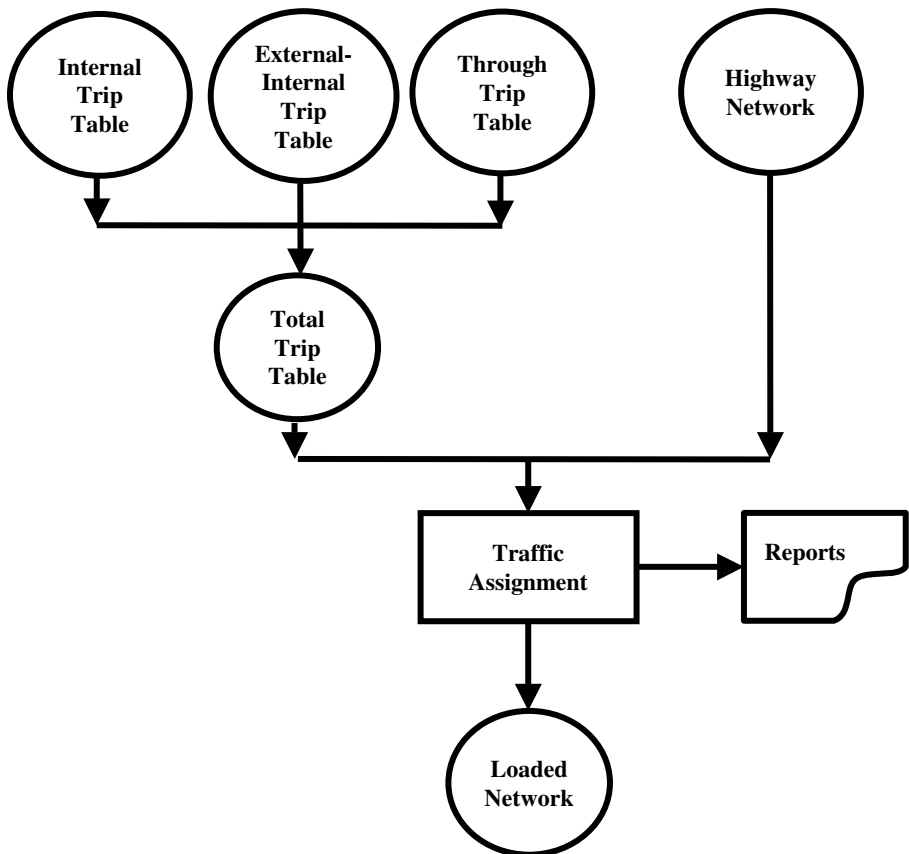 Internal
Trip
Table
External-
Internal
Trip
Table
Through
Trip
Table
Highway
Network
Total
Trip
Table
Traffic
Assignment
Reports
Loaded
Network